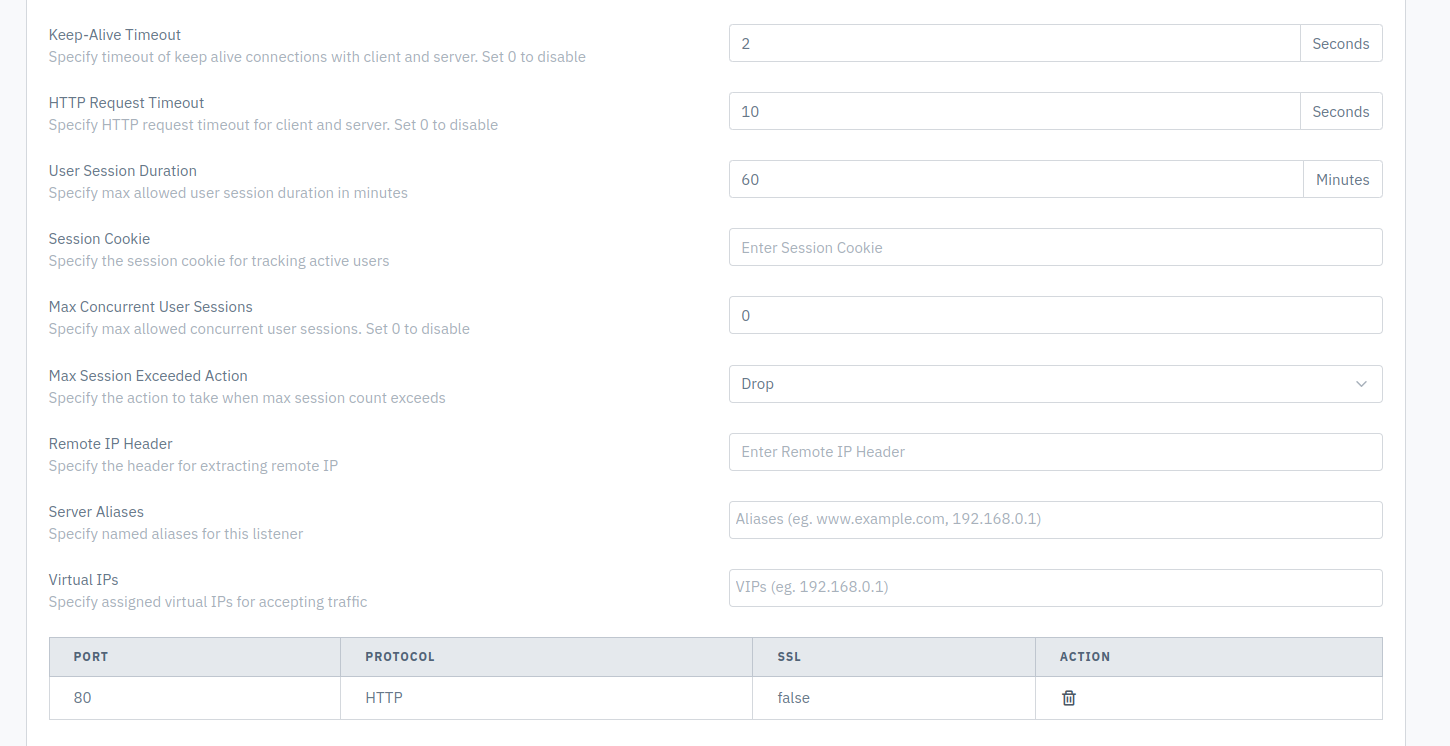 Keep-Alive Timeout
Specify timeout of keep alive connections with client and server. Set 0 to disable
2
Seconds
HTTP Request Timeout
Specify HTTP request timeout for client and server. Set 0 to disable
10
Seconds
User Session Duration
Specify max allowed user session duration in minutes
60
Minutes
Session Cookie
Specify the session cookie for tracking active users
Enter Session Cookie
Max Concurrent User Sessions
Specify max allowed concurrent user sessions. Set 0 to disable
0
Max Session Exceeded Action
Specify the action to take when max session count exceeds
Drop
Remote IP Header
Specify the header for extracting remote IP
Enter Remote IP Header
Server Aliases
Specify named aliases for this listener
Aliases (eg. www.example.com, 192.168.0.1)
Virtual IPs
Specify assigned virtual IPs for accepting traffic
VIPs (eg. 192.168.0.1)
PORT PROTOCOL SSL ACTION
80 HTTP false